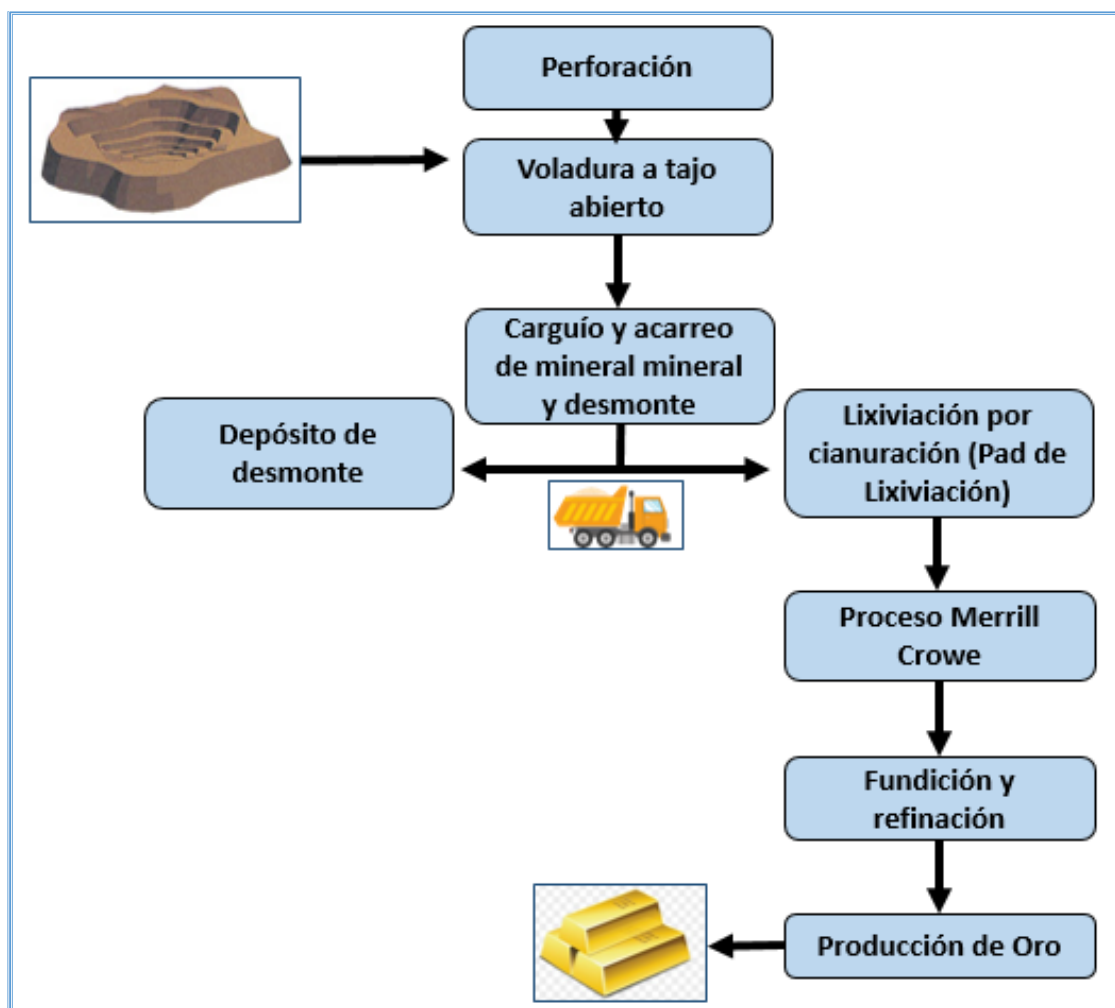 Perforación
Voladura a tajo
abierto
Carguío y acarreo
de mineral mineral
y desmonte
Depósito de
desmonte
Lixiviación por
cianuración (Pad de
Lixiviación)
Proceso Merrill
Crowe
Fundición y
refinación
Producción de Oro